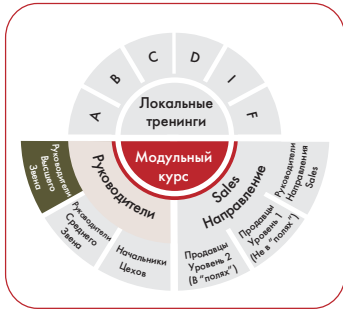 A
B
C
D
I
F
Локальные
тренинги
Модульный
курс
Руководители
Sales
Направление
Руководители
Высшего
Звена
Руководители
Среднего
Звена
Начальники
Цехов
Продавцы
Уровень 2
(В "полях")
Продавцы
Уровень 1
(Не в "полях")
Руководители
Направления
Sales